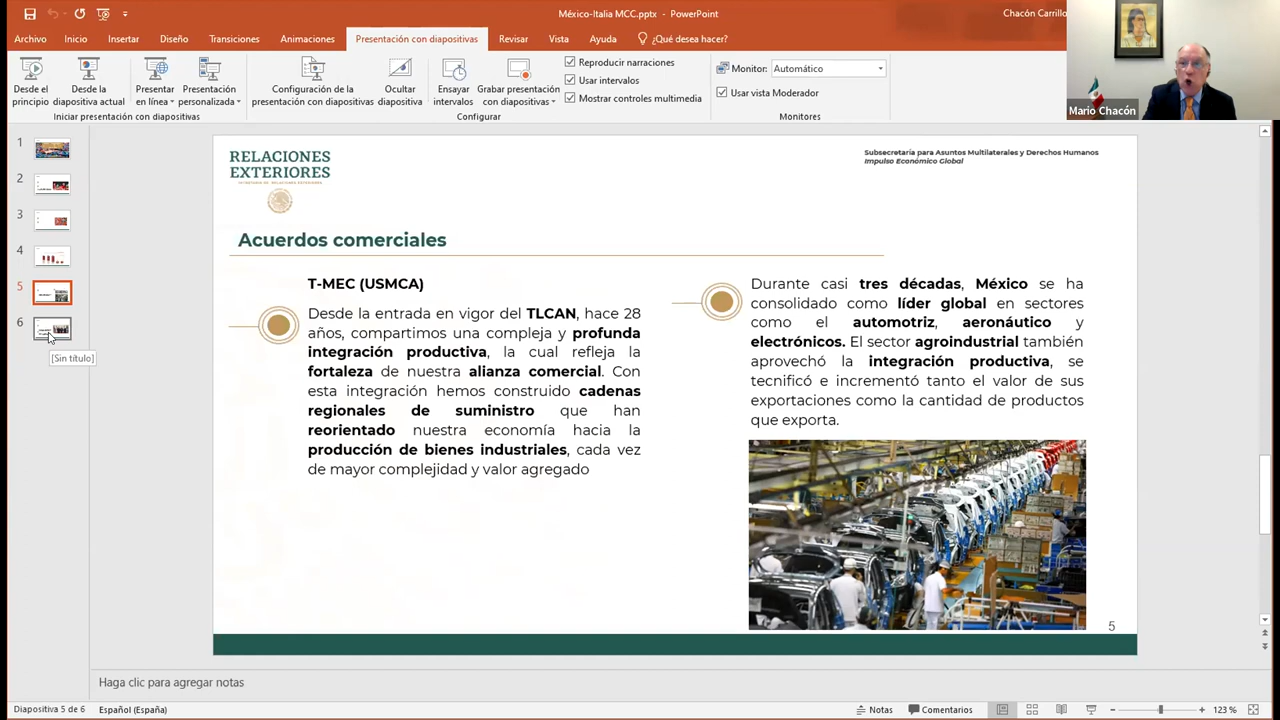 México-Italia MCC.pptx - PowerPoint
Chacón Carrillo
Archivo
Inicio
Insertar
Diseño
Transiciones
Animaciones
Presentación con diapositivas
Revisar
Vista
Ayuda
¿Qué desea hacer?
Desde el
principio
Desde la
diapositiva actual
Presentar
en línea
Presentación
personalizada
Iniciar presentación con diapositivas
Configuración de la
presentación con diapositivas
Ocultar
diapositiva
Ensayar
intervalos
Grabar presentación
con diapositivas
Reproducir narraciones
Usar intervalos
Mostrar controles multimedia
Configurar
Monitor:
Automático
Usar vista Moderador
Monitores
Mario Chacón
1
2
3
4
5
6
[Sin título]
RELACIONES
EXTERIORES
SECRETARÍA DE RELACIONES EXTERIORES
Subsecretaría para Asuntos Multilaterales y Derechos Humanos
Impulso Económico Global
Acuerdos comerciales
T-MEC (USMCA)
Desde la entrada en vigor del TLCAN, hace 28
años, compartimos una compleja y profunda
integración productiva, la cual refleja la
fortaleza de nuestra alianza comercial. Con
esta integración hemos construido cadenas
regionales de suministro que han
reorientado nuestra economía hacia la
producción de bienes industriales, cada vez
de mayor complejidad y valor agregado
Durante casi tres décadas, México se ha
consolidado como líder global en sectores
como el automotriz, aeronáutico y
electrónicos. El sector agroindustrial también
aprovechó la integración productiva, se
tecnificó e incrementó tanto el valor de sus
exportaciones como la cantidad de productos
que exporta.
5
Haga clic para agregar notas
Diapositiva 5 de 6
Español (España)
Notas
Comentarios
123 %